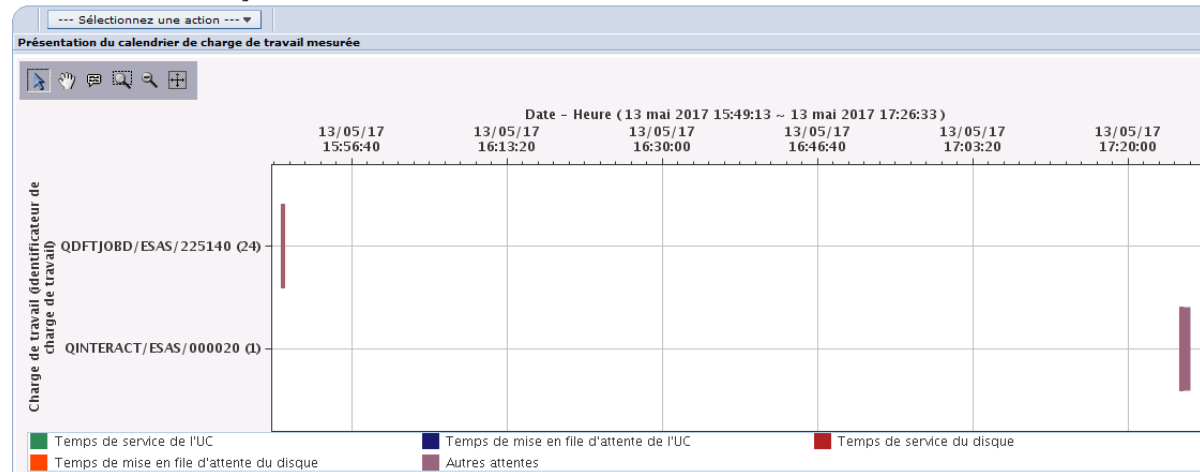 --- Sélectionnez une action ---
Présentation du calendrier de charge de travail mesurée
Date - Heure (13 mai 2017 15:49:13 ~ 13 mai 2017 17:26:33)
13/05/17 13/05/17 13/05/17 13/05/17 13/05/17 13/05/17
15:56:40 16:13:20 16:30:00 16:46:40 17:03:20 17:20:00
Charge de travail (identificateur de
charge de travail)
QDFTJOBD/ESAS/225140 (24)
QINTERACT/ESAS/000020 (1)
Temps de service de l'UC Temps de mise en file d'attente de l'UC Temps de service du disque
Temps de mise en file d'attente du disque Autres attentes